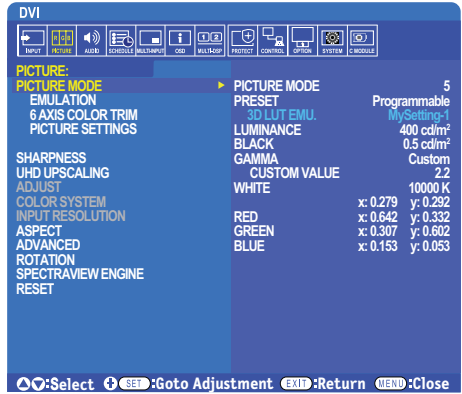 DVI
INPUT PICTURE AUDIO SCHEDULE MULTI-INPUT OSD MULTI-DSP PROTECT CONTROL OPTION SYSTEM C MODULE
PICTURE:
PICTURE MODE PICTURE MODE 5
EMULATION PRESET Programmable
6 AXIS COLOR TRIM 3D LUT EMU. MySetting-1
PICTURE SETTINGS LUMINANCE 400 cd/m²
BLACK 0.5 cd/m²
SHARPNESS GAMMA Custom
UHD UPSCALING CUSTOM VALUE 2.2
ADJUST WHITE 10000 K
COLOR SYSTEM x: 0.279 y: 0.292
INPUT RESOLUTION RED x: 0.642 y: 0.332
ASPECT GREEN x: 0.307 y: 0.602
ADVANCED BLUE x: 0.153 y: 0.053
ROTATION
SPECTRAVIEW ENGINE
RESET
:Select SET :Goto Adjustment EXIT :Return MENU :Close